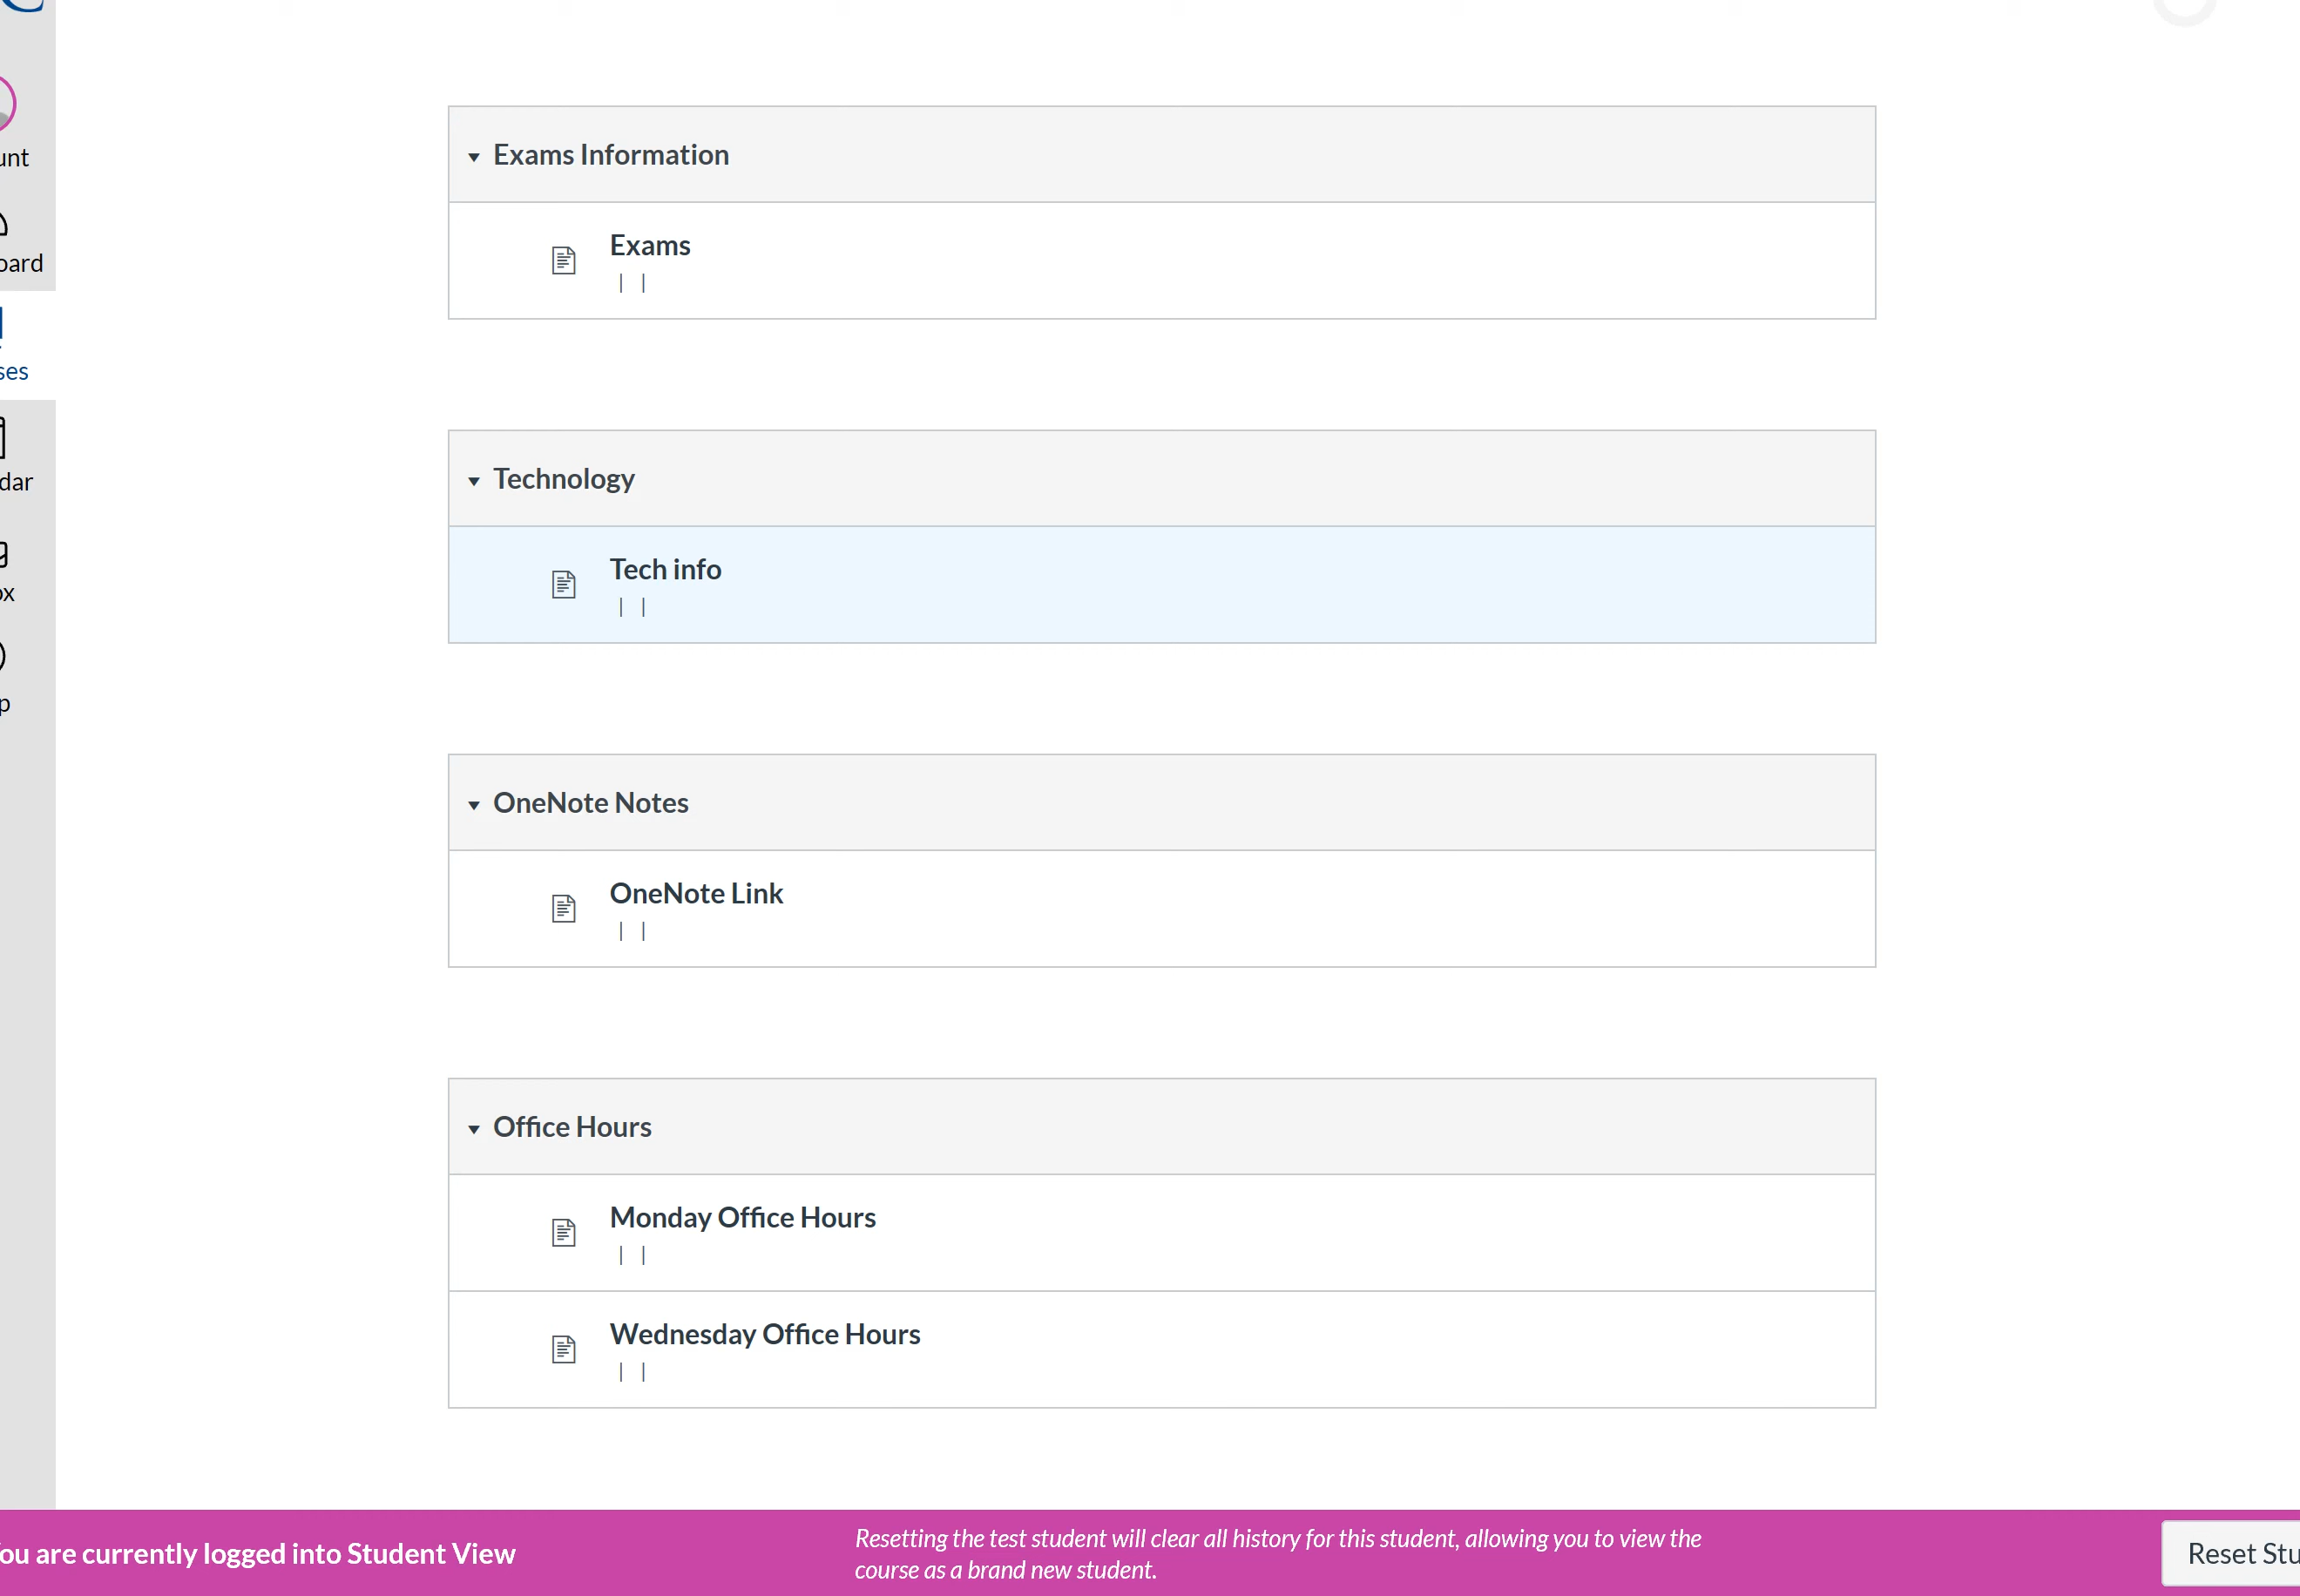 unt
oard
ses
dar
ox
p
Exams Information
Exams
| |
Technology
Tech info
| |
OneNote Notes
OneNote Link
| |
Office Hours
Monday Office Hours
| |
Wednesday Office Hours
| |
ou are currently logged into Student View
Resetting the test student will clear all history for this student, allowing you to view the
course as a brand new student.
Reset Stu